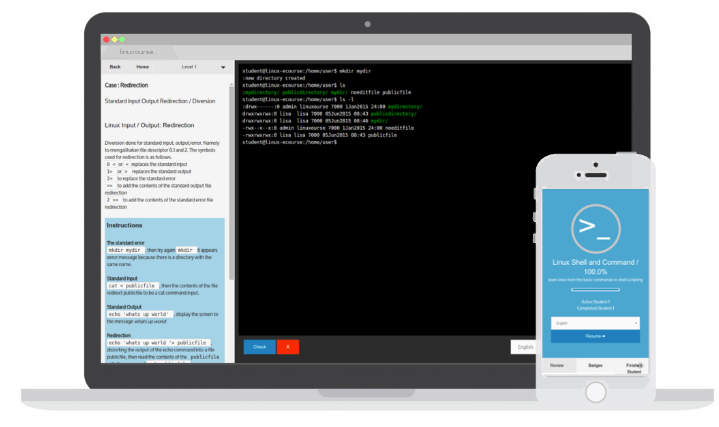 linuxcourse..
Back Home Level 1
Case : Redirection
Standard Input Output Redirection / Diversion
Linux Input / Output: Redirection
Diversion done for standard input, output/error. Namely
to mengalihakan file descriptor 0.1 and 2. The symbols
used for redirection is as follows.
0 < or < replaces the standard input
1> or > replaces the standard output
2> to replace the standard error
>> to add the contents of the standard output file
redirection
2 >> to add the contents of the standard error file
redirection
Instructions
The standard error
mkdir mydir , then try again mkdir it appears
error message because there is a directory with the
same name.
Standard Input
cat < publicfile , then the contents of the file
redirect publicfile to be a cat command input.
Standard Output
echo 'whats up world' , display the screen to
the message whats up world
Redirection
echo 'whats up world '> publicfile ,
distorting the output of the echo command into a file
publicfile, then read the contents of the publicfile
student@linux-ecourse:/home/user$ mkdir mydir
:new directory created
student@linux-ecourse:/home/user$ ls
:mydirectory/ publicdirectory/ mydir/ needitfile publicfile
student@linux-ecourse:/home/user$ ls -l
:drwx------:0 admin linuxourse 7000 1Jan2015 24:00 mydirectory/
drwxrwxrwx:0 lisa lisa 7000 05Jun2015 08:43 publicdirectory/
drwxrwxrwx:0 lisa lisa 7000 05Jun2015 08:46 mydir/
-rwx--x--x:0 admin linuxourse 7000 1Jan2015 24:00 needitfile
-rwxrwxrwx:0 lisa lisa 7000 05Jun2015 08:43 publicfile
student@linux-ecourse:/home/user$
Check X English
>_
Linux Shell and Command /
100.0%
learn linux from the basic commands to shell scripting
Active Student 1
Completed Student 1
English
Resume
Review Badges Finished
Student